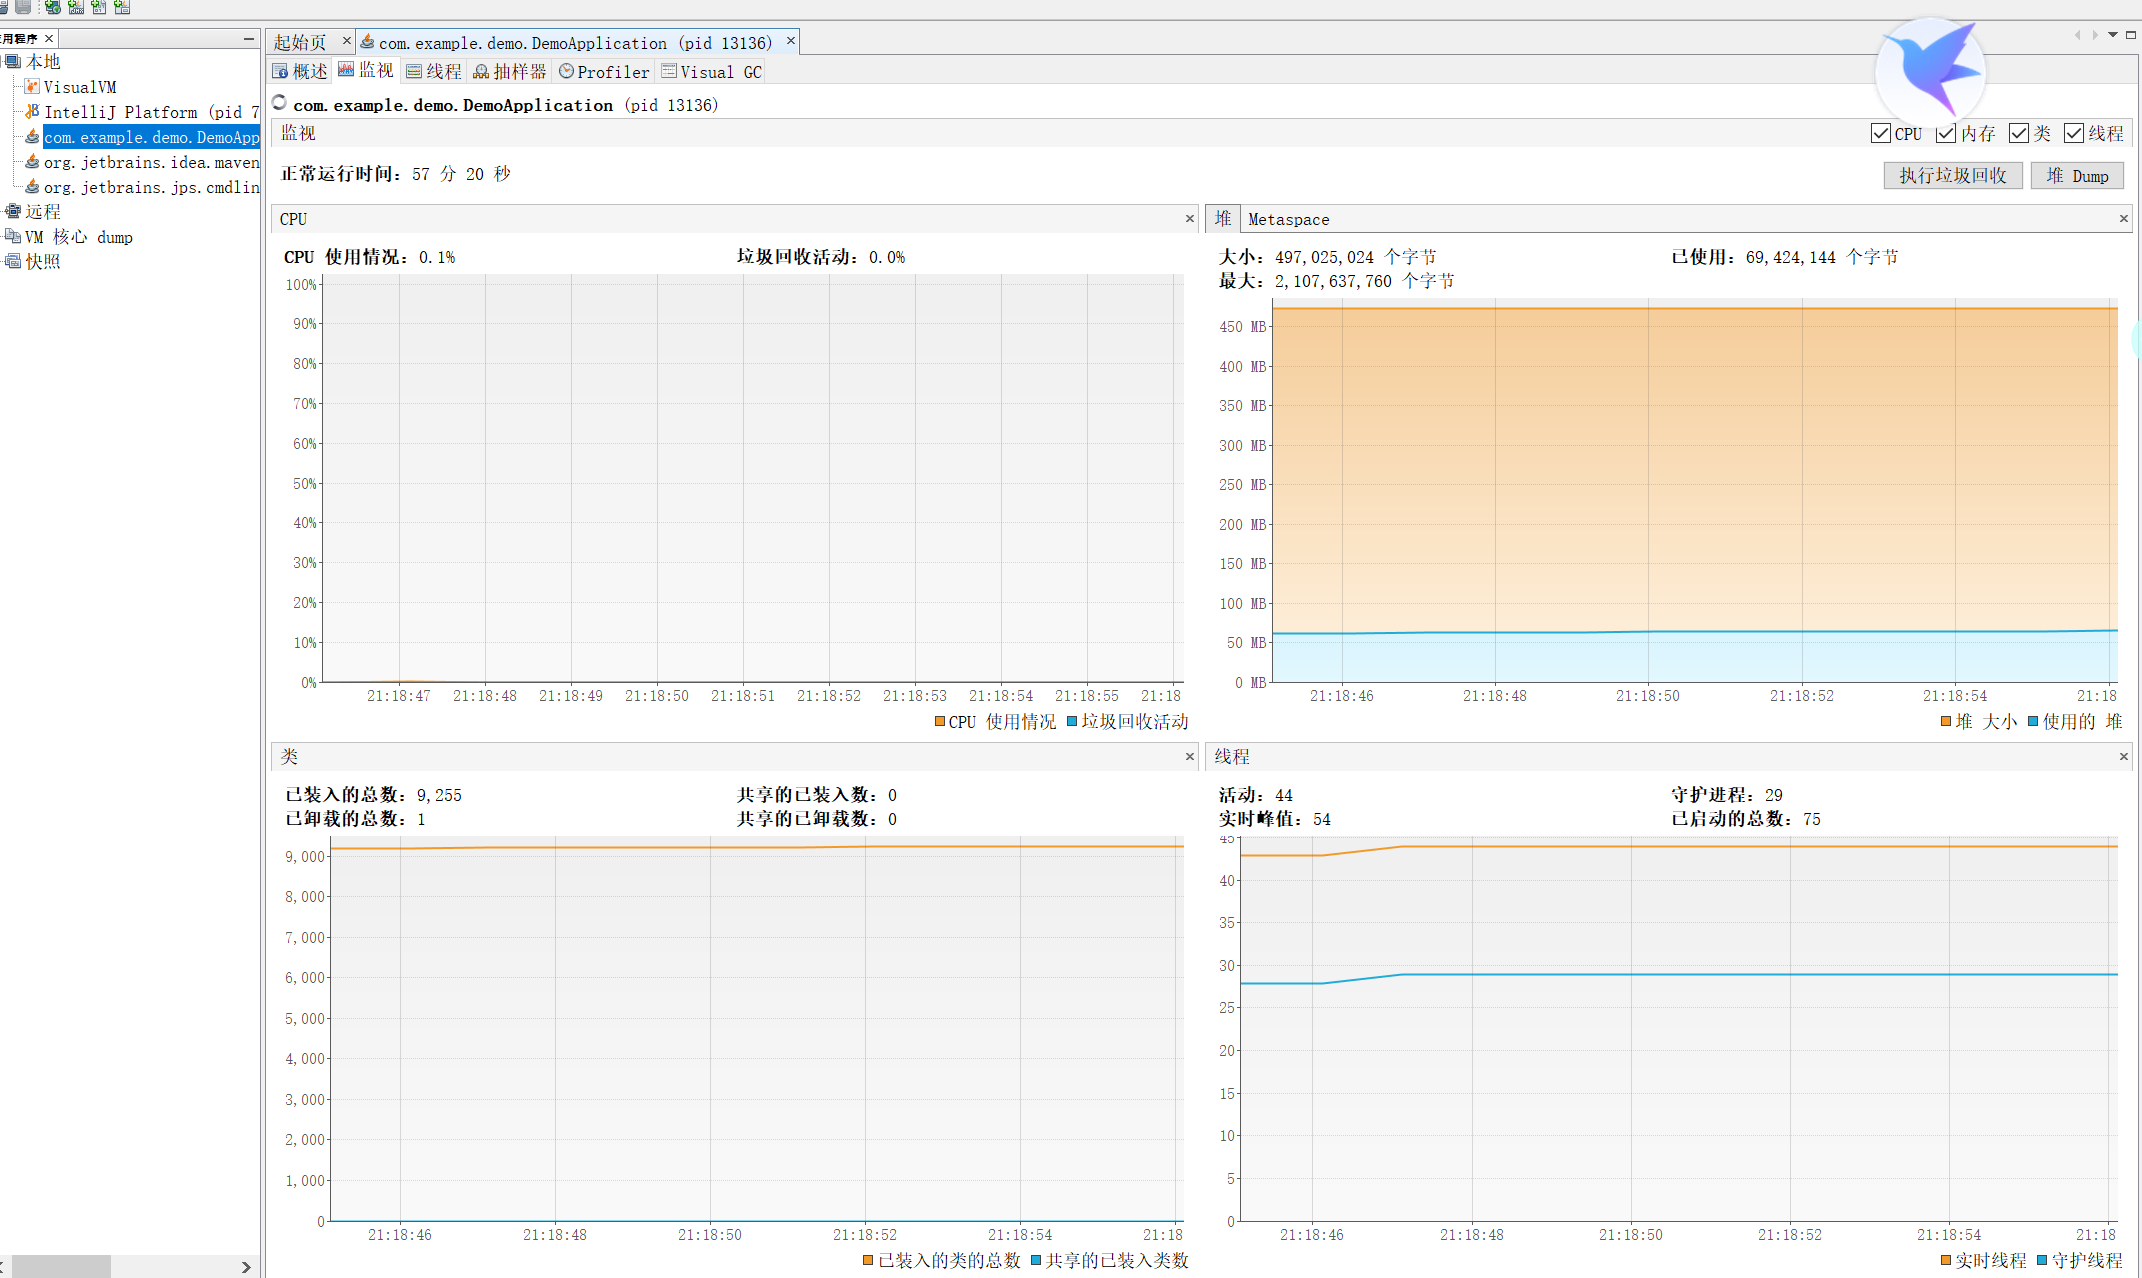 用程序
本地
VisualVM
IntelliJ Platform (pid 7
com.example.demo.DemoApp
org.jetbrains.idea.maven
org.jetbrains.jps.cmdlin
远程
VM 核心 dump
快照
起始页
com.example.demo.DemoApplication (pid 13136)
概述 监视 线程 抽样器 Profiler Visual GC
com.example.demo.DemoApplication (pid 13136)
监视
CPU 内存 类 线程
正常运行时间: 57 分 20 秒
执行垃圾回收 堆 Dump
CPU
CPU 使用情况: 0.1% 垃圾回收活动: 0.0%
100%
90%
80%
70%
60%
50%
40%
30%
20%
10%
0%
21:18:47 21:18:48 21:18:49 21:18:50 21:18:51 21:18:52 21:18:53 21:18:54 21:18:55 21:18
CPU 使用情况 垃圾回收活动
堆 Metaspace
大小: 497,025,024 个字节 已使用: 69,424,144 个字节
最大: 2,107,637,760 个字节
450 MB
400 MB
350 MB
300 MB
250 MB
200 MB
150 MB
100 MB
50 MB
0 MB
21:18:46 21:18:48 21:18:50 21:18:52 21:18:54 21:18
堆 大小 使用的 堆
类
已装入的总数: 9,255 共享的已装入数: 0
已卸载的总数: 1 共享的已卸载数: 0
9,000
8,000
7,000
6,000
5,000
4,000
3,000
2,000
1,000
0
21:18:46 21:18:48 21:18:50 21:18:52 21:18:54 21:18
已装入的类的总数 共享的已装入类数
线程
活动: 44 守护进程: 29
实时峰值: 54 已启动的总数: 75
45
40
35
30
25
20
15
10
5
0
21:18:46 21:18:48 21:18:50 21:18:52 21:18:54 21:18
实时线程 守护线程